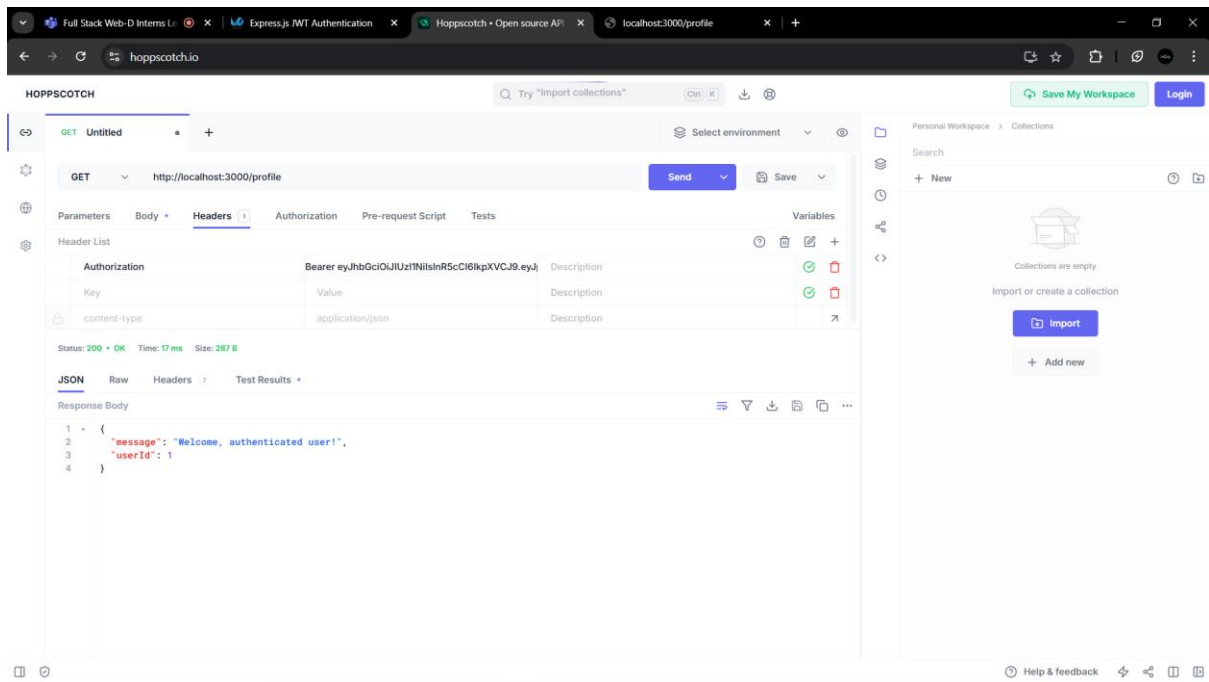 Full Stack Web-D Interns Le
Express.js JWT Authentication
Hoppscotch • Open source API
localhost:3000/profile
hoppscotch.io
HOPPSCOTCH
Try "Import collections"
Ctrl K
Save My Workspace
Login
GET Untitled
Select environment
Personal Workspace > Collections
Search
+ New
GET
http://localhost:3000/profile
Send
Save
Parameters Body Headers 1 Authorization Pre-request Script Tests Variables
Header List
Authorization Description
Key Value Description
content-type application/json Description
Collections are empty
Import or create a collection
Import
+ Add new
Status: 200 • OK Time: 17 ms Size: 287 B
JSON Raw Headers 7 Test Results
Response Body
1 {
2 "message": "Welcome, authenticated user!",
3 "userId": 1
4 }
Help & feedback